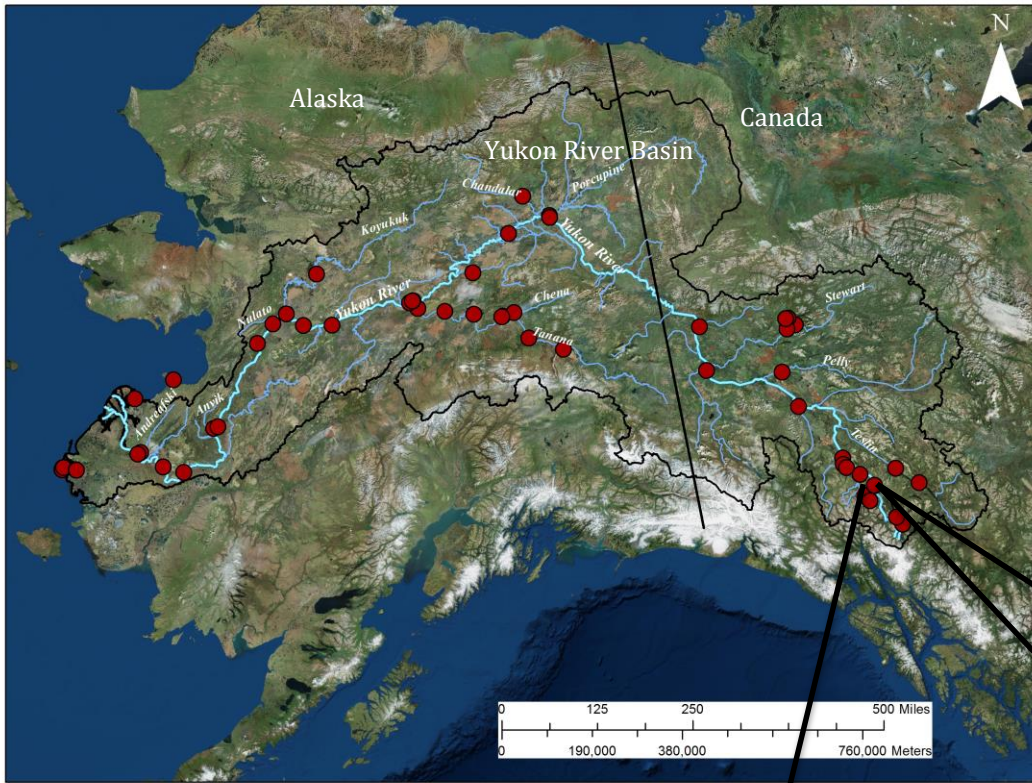 N
Alaska
Canada
Yukon River Basin
Chandalar
Porcupine
Koyukuk
Yukon River
Yukon River
Nulato
Chena
Stewart
Tanana
Pelly
Andreafski
Anvik
Teslin
0 125 250 500 Miles
0 190,000 380,000 760,000 Meters